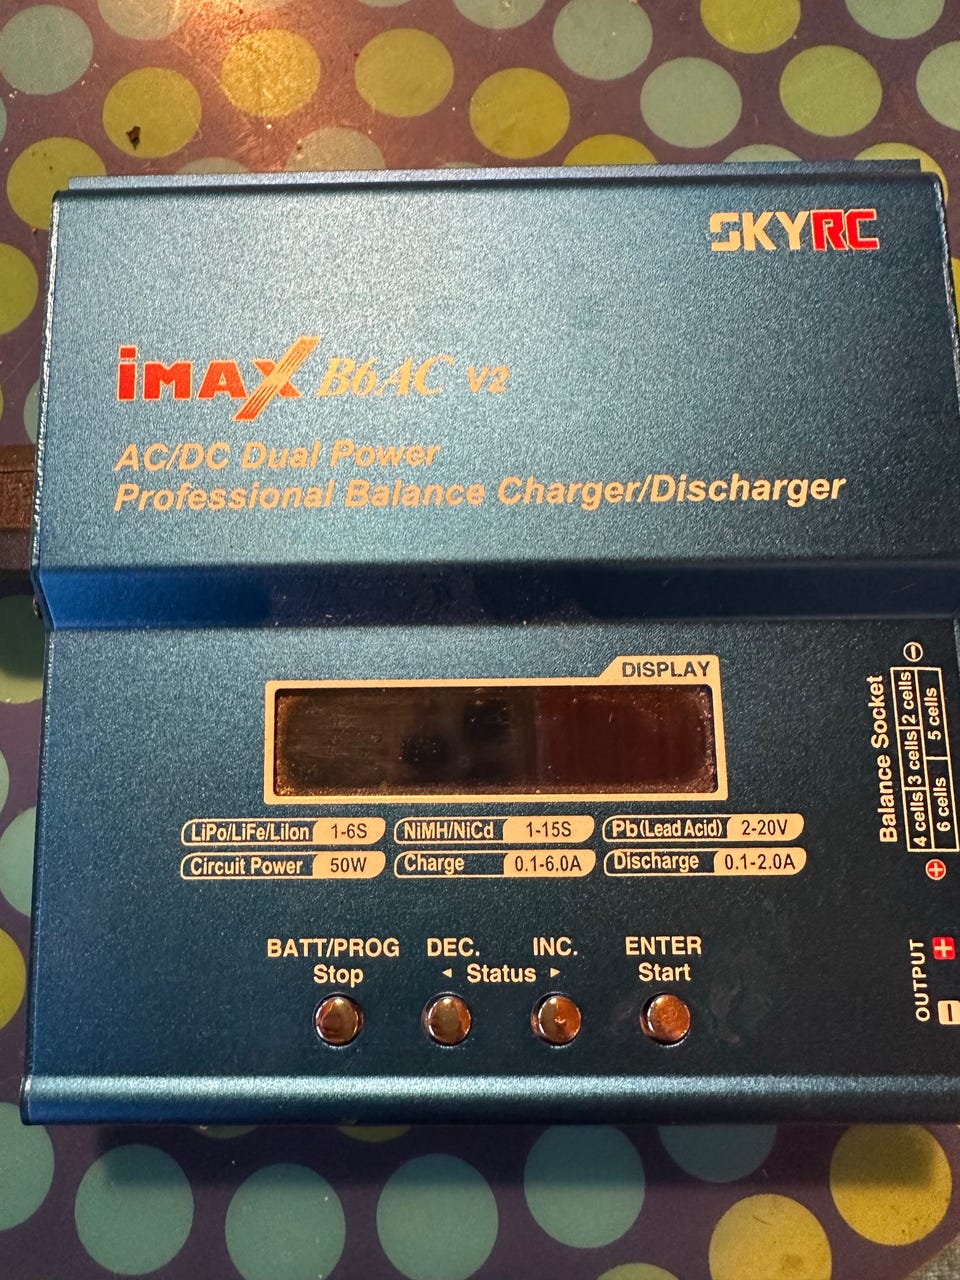 SKYRC
iMAX B6AC V2
AC/DC Dual Power
Professional Balance Charger/Discharger
DISPLAY
LiPo/LiFe/LiIon 1-6S
NiMH/NiCd 1-15S
Pb(Lead Acid) 2-20V
Circuit Power 50W
Charge 0.1-6.0A
Discharge 0.1-2.0A
BATT/PROG
Stop
DEC. INC.
◄ Status ►
ENTER
Start
Balance Socket
4 cells 3 cells 2 cells
6 cells 5 cells
OUTPUT